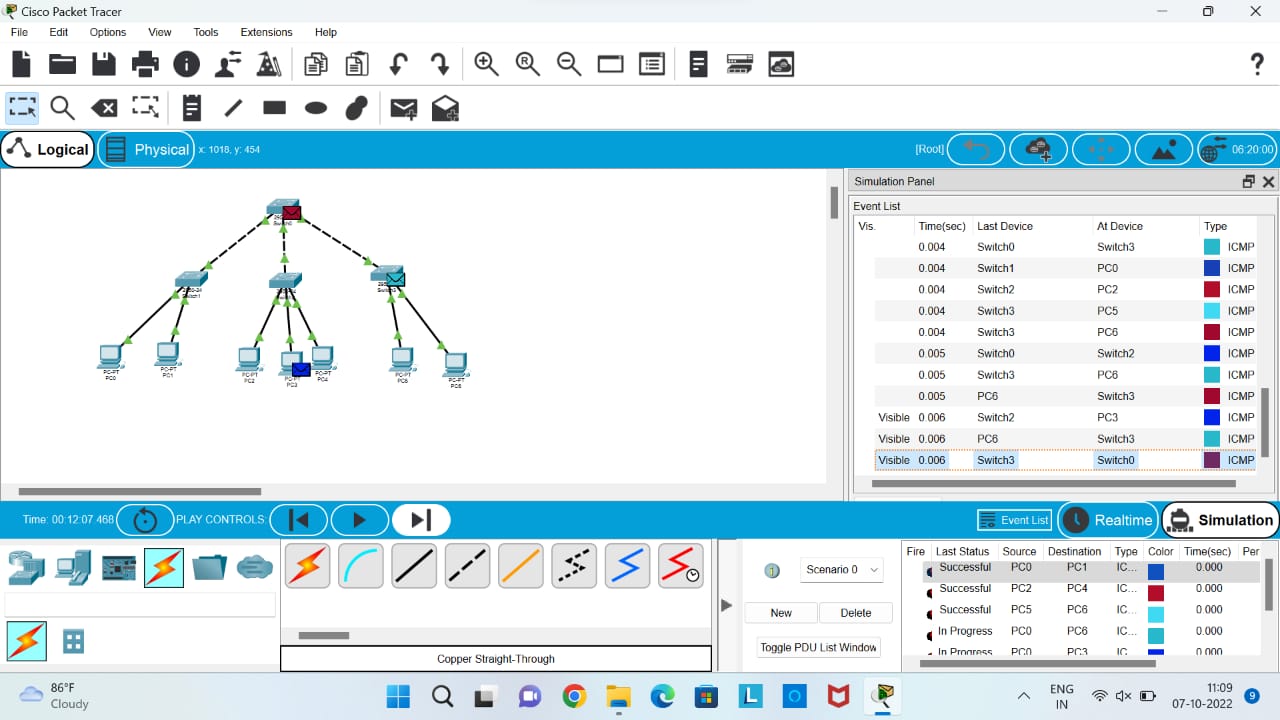 Cisco Packet Tracer
File Edit Options View Tools Extensions Help
Logical Physical x: 1018, y: 454 [Root] 06:20:00
Simulation Panel
Event List
Vis. Time(sec) Last Device At Device Type
0.004 Switch0 Switch3 ICMP
0.004 Switch1 PC0 ICMP
0.004 Switch2 PC2 ICMP
0.004 Switch3 PC5 ICMP
0.004 Switch3 PC6 ICMP
0.005 Switch0 Switch2 ICMP
0.005 Switch3 PC6 ICMP
0.005 PC6 Switch3 ICMP
Visible 0.006 Switch2 PC3 ICMP
Visible 0.006 PC6 Switch3 ICMP
Visible 0.006 Switch3 Switch0 ICMP
Switch1
PC-PT PC-PT PC-PT PC-PT PC-PT PC-PT
PC0 PC1 PC2 PC3 PC4
Time: 00:12:07.468 PLAY CONTROLS: Event List Realtime Simulation
Scenario 0
New Delete
Toggle PDU List Window
Fire Last Status Source Destination Type Color Time(sec) Per
Successful PC0 PC1 IC... 0.000
Successful PC2 PC4 IC... 0.000
Successful PC5 PC6 IC... 0.000
In Progress PC0 PC6 IC... 0.000
In Progress PC0 PC3 IC 0.000
Copper Straight-Through
86°F
Cloudy
ENG
IN
11:09
07-10-2022
9